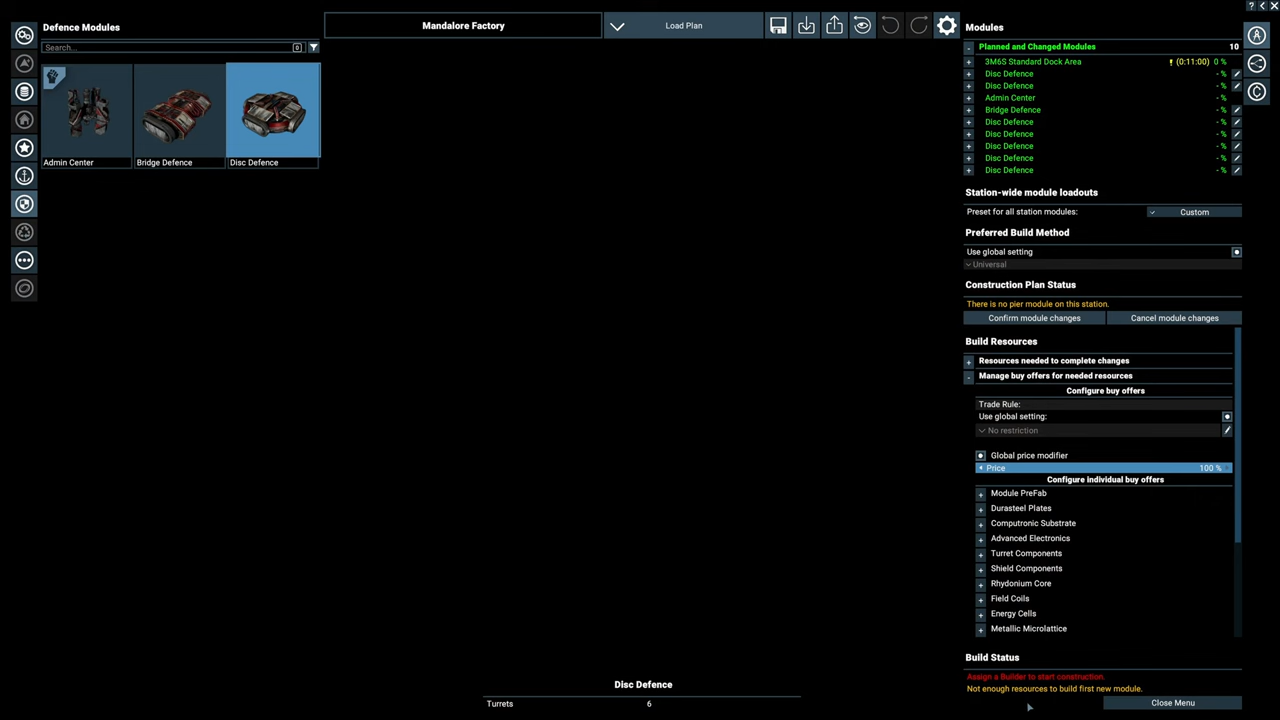 Defence Modules
Search...
0
Admin Center
Bridge Defence
Disc Defence
Mandalore Factory
Load Plan
Modules
Planned and Changed Modules 10
3M6S Standard Dock Area (0:11:00) 0 %
Disc Defence - %
Disc Defence - %
Admin Center - %
Bridge Defence - %
Disc Defence - %
Disc Defence - %
Disc Defence - %
Disc Defence - %
Disc Defence - %
Station-wide module loadouts
Preset for all station modules: Custom
Preferred Build Method
Use global setting
Universal
Construction Plan Status
There is no pier module on this station.
Confirm module changes Cancel module changes
Build Resources
Resources needed to complete changes
Manage buy offers for needed resources
Configure buy offers
Trade Rule:
Use global setting:
No restriction
Global price modifier
Price 100 %
Configure individual buy offers
Module PreFab
Durasteel Plates
Computronic Substrate
Advanced Electronics
Turret Components
Shield Components
Rhydonium Core
Field Coils
Energy Cells
Metallic Microlattice
Build Status
Assign a Builder to start construction.
Not enough resources to build first new module.
Close Menu
Disc Defence
Turrets 6